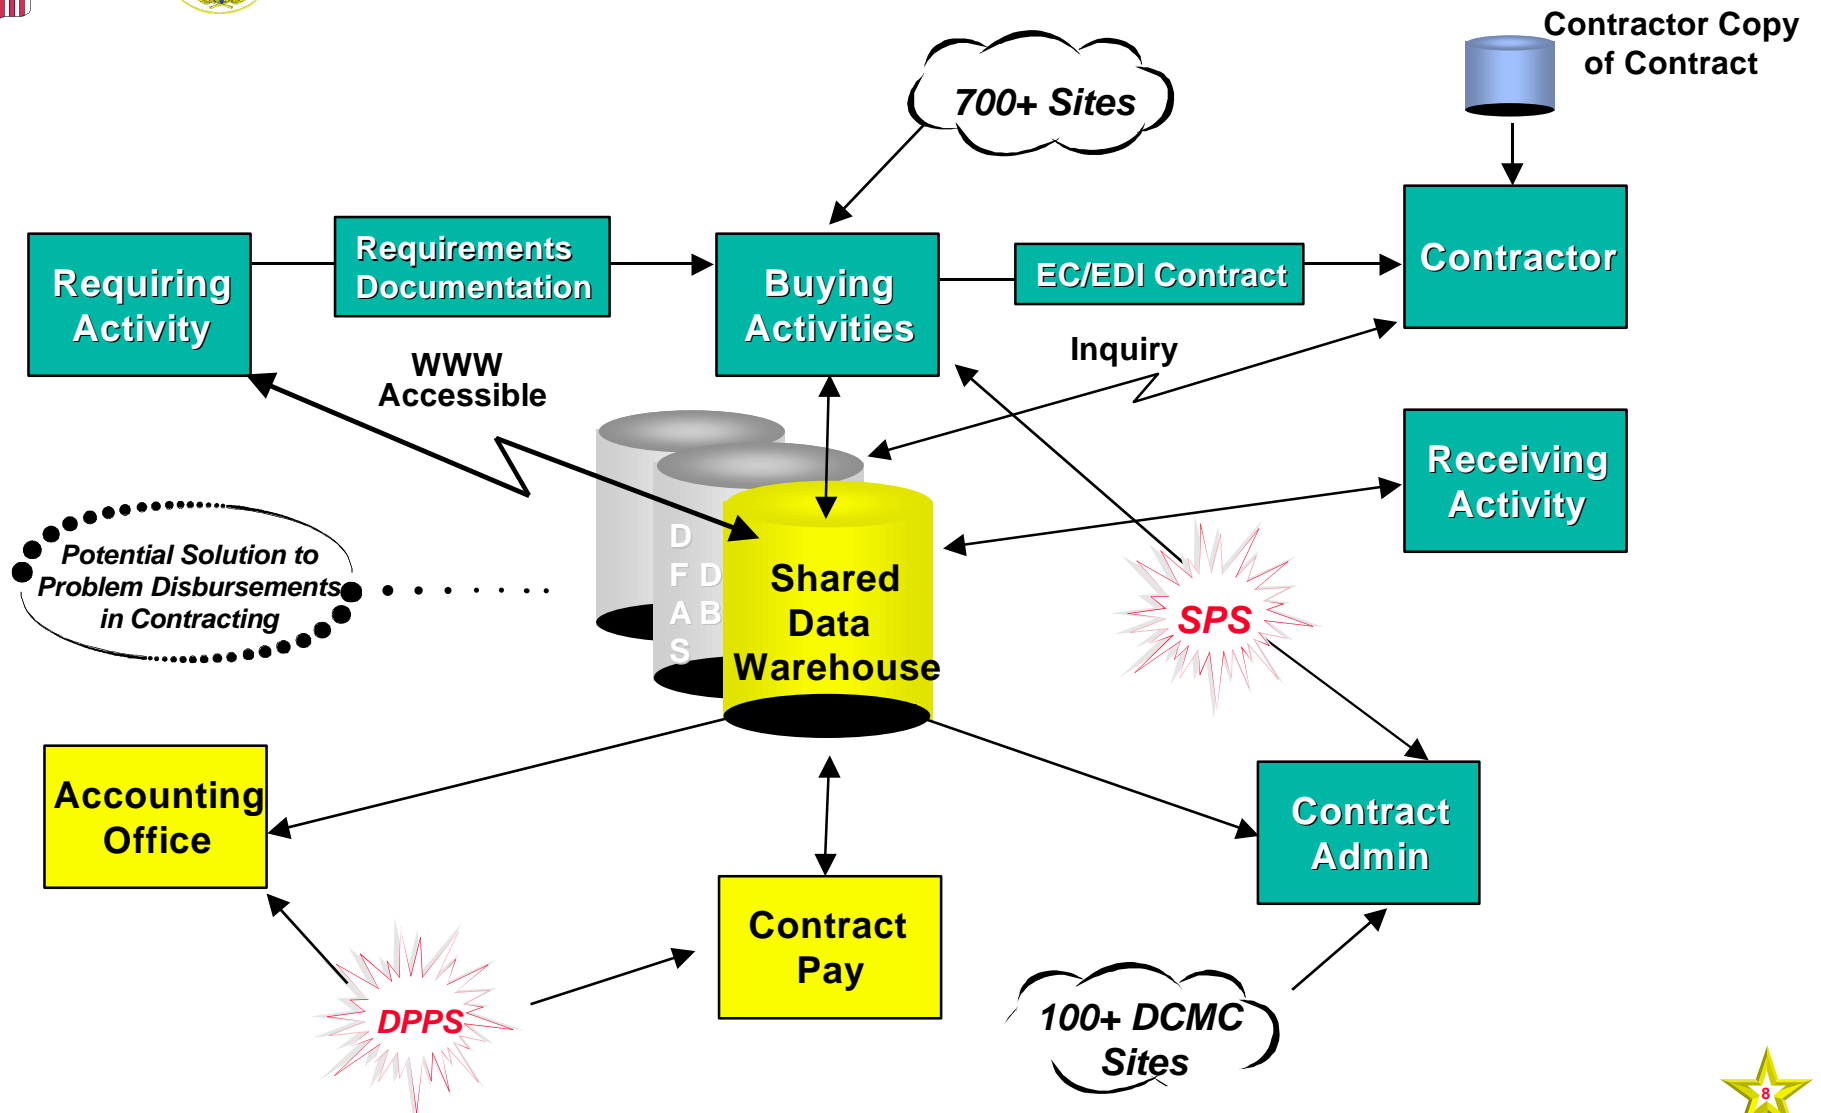 Contractor Copy
of Contract
700+ Sites
Requiring
Activity
Requirements
Documentation
Buying
Activities
EC/EDI Contract
Contractor
WWW
Accessible
Inquiry
Receiving
Activity
Potential Solution to
Problem Disbursements
in Contracting
D
F D
A B
S
Shared
Data
Warehouse
SPS
Accounting
Office
Contract
Admin
Contract
Pay
DPPS
100+ DCMC
Sites
8